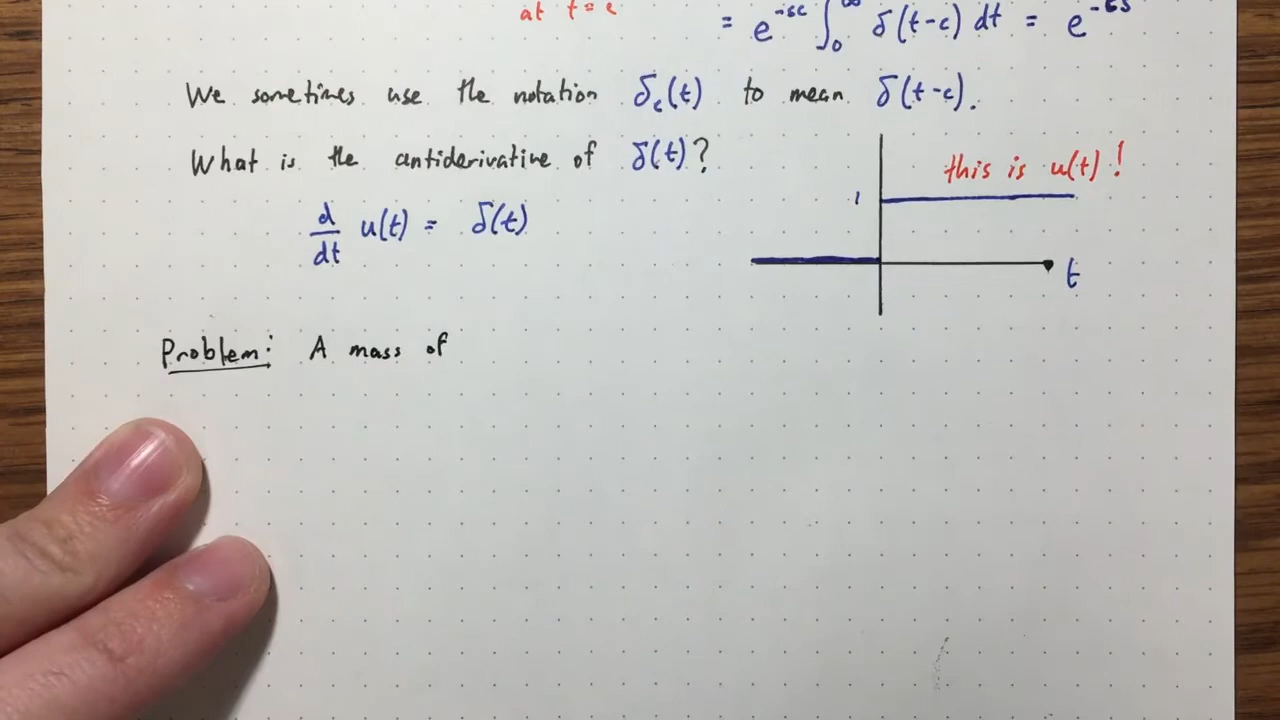 at t=c
= e^{-sc} ∫_0^∞ δ(t-c) dt = e^{-cs}
We sometimes use the notation δ_c(t) to mean δ(t-c).
What is the antiderivative of δ(t)?
this is u(t)!
1
d/dt u(t) = δ(t)
t
Problem: A mass of